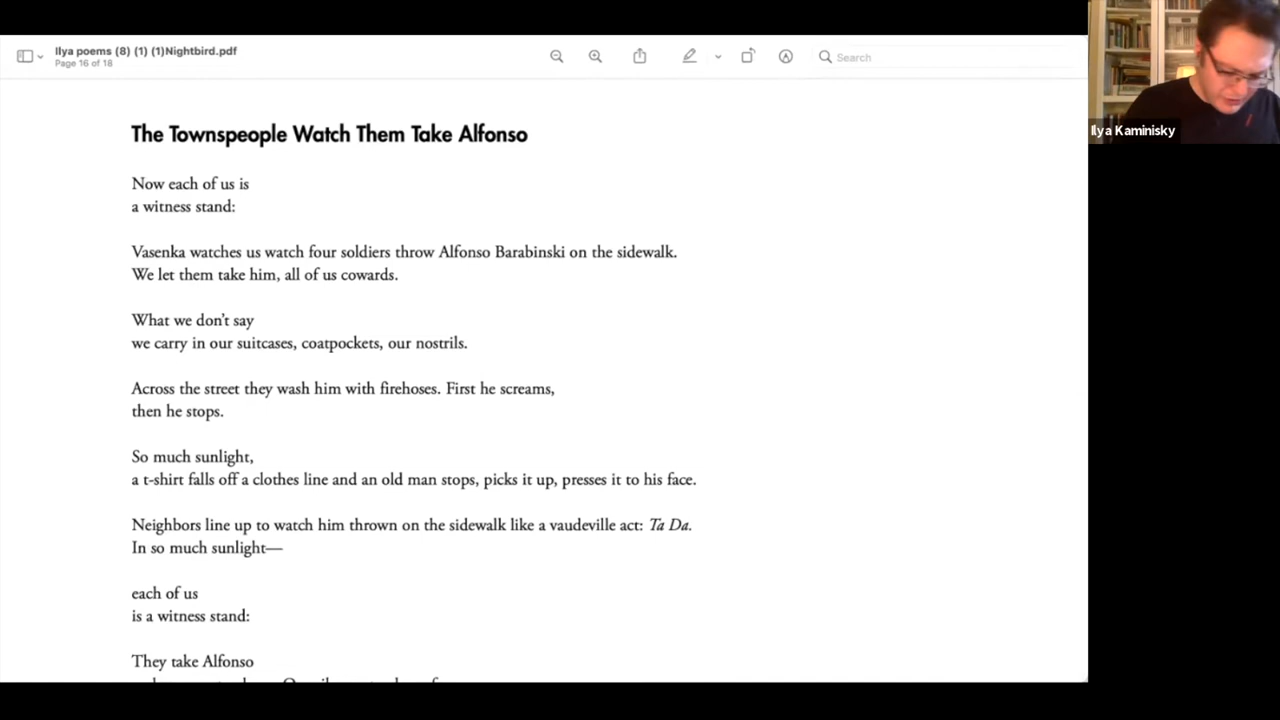 Ilya poems (8) (1) (1)Nightbird.pdf
Page 16 of 18
Search
Ilya Kaminisky
The Townspeople Watch Them Take Alfonso
Now each of us is
a witness stand:
Vasenka watches us watch four soldiers throw Alfonso Barabinski on the sidewalk.
We let them take him, all of us cowards.
What we don’t say
we carry in our suitcases, coatpockets, our nostrils.
Across the street they wash him with firehoses. First he screams,
then he stops.
So much sunlight,
a t-shirt falls off a clothes line and an old man stops, picks it up, presses it to his face.
Neighbors line up to watch him thrown on the sidewalk like a vaudeville act: Ta Da.
In so much sunlight—
each of us
is a witness stand:
They take Alfonso